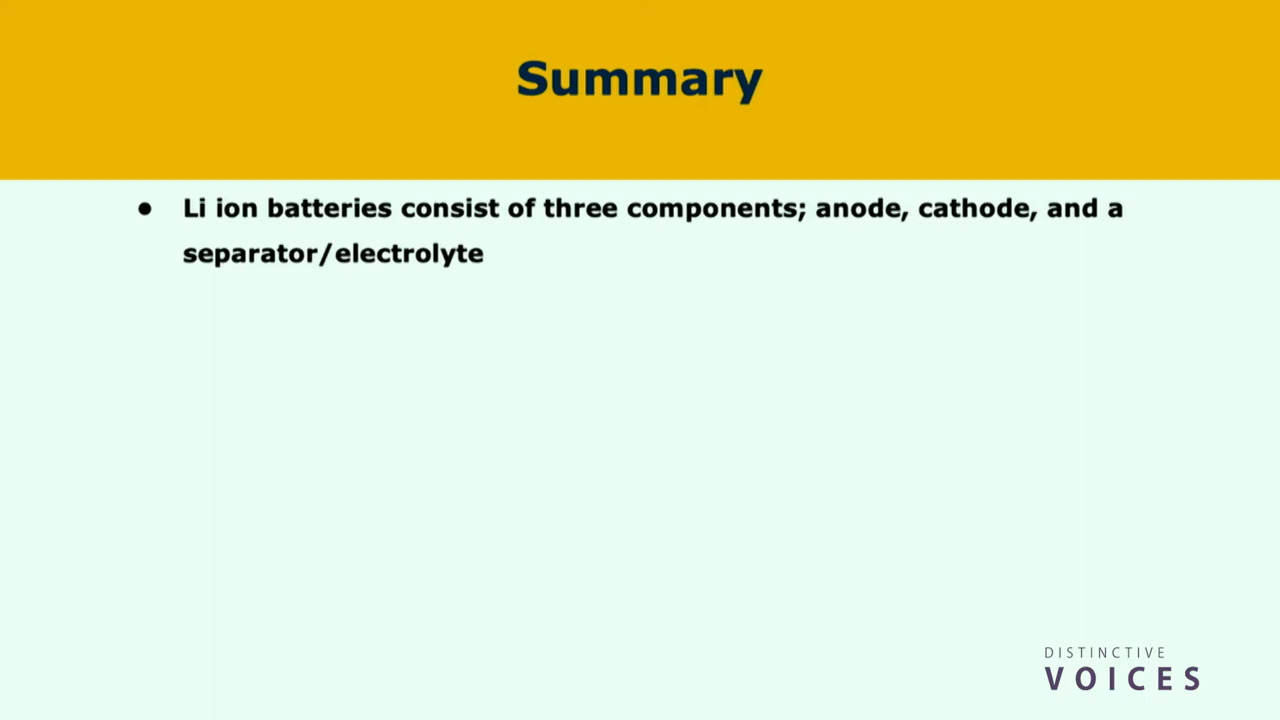 Summary
● Li ion batteries consist of three components; anode, cathode, and a
separator/electrolyte
DISTINCTIVE
VOICES